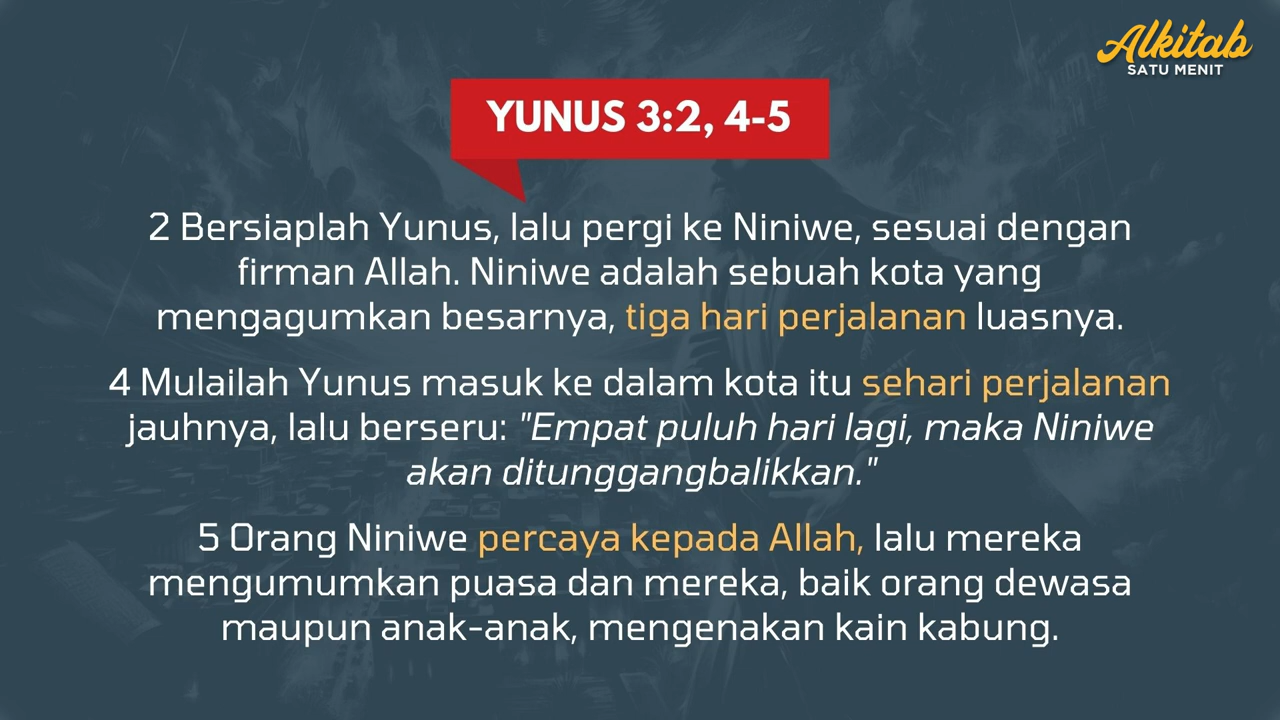 Alkitab
SATU MENIT
YUNUS 3:2, 4-5
2 Bersiaplah Yunus, lalu pergi ke Niniwe, sesuai dengan
firman Allah. Niniwe adalah sebuah kota yang
mengagumkan besarnya, tiga hari perjalanan luasnya.
4 Mulailah Yunus masuk ke dalam kota itu sehari perjalanan
jauhnya, lalu berseru: "Empat puluh hari lagi, maka Niniwe
akan ditunggangbalikkan."
5 Orang Niniwe percaya kepada Allah, lalu mereka
mengumumkan puasa dan mereka, baik orang dewasa
maupun anak-anak, mengenakan kain kabung.